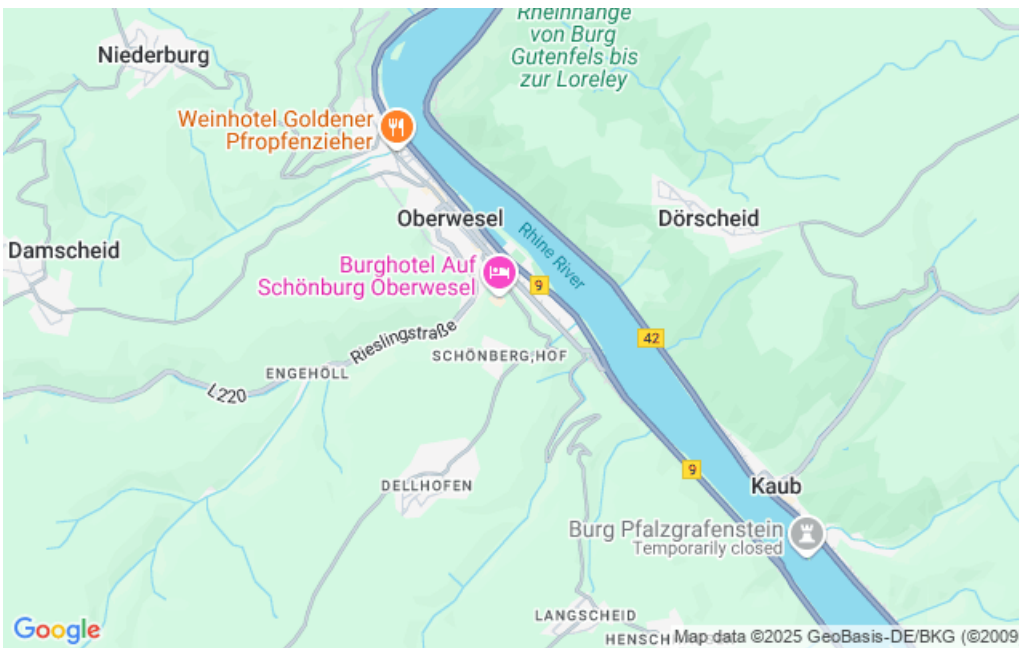 Rheinhänge
von Burg
Gutenfels bis
zur Loreley
Niederburg
Weinhotel Goldener
Pfropfenzieher
Oberwesel
Dörscheid
Damscheid
Rhine River
Burghotel Auf
Schönburg Oberwesel
9
Rieslingstraße
42
SCHÖNBERG,HOF
ENGEHÖLL
L220
9
DELLHOFEN
Kaub
Burg Pfalzgrafenstein
Temporarily closed
LANGSCHEID
Google
Map data ©2025 GeoBasis-DE/BKG (©2009